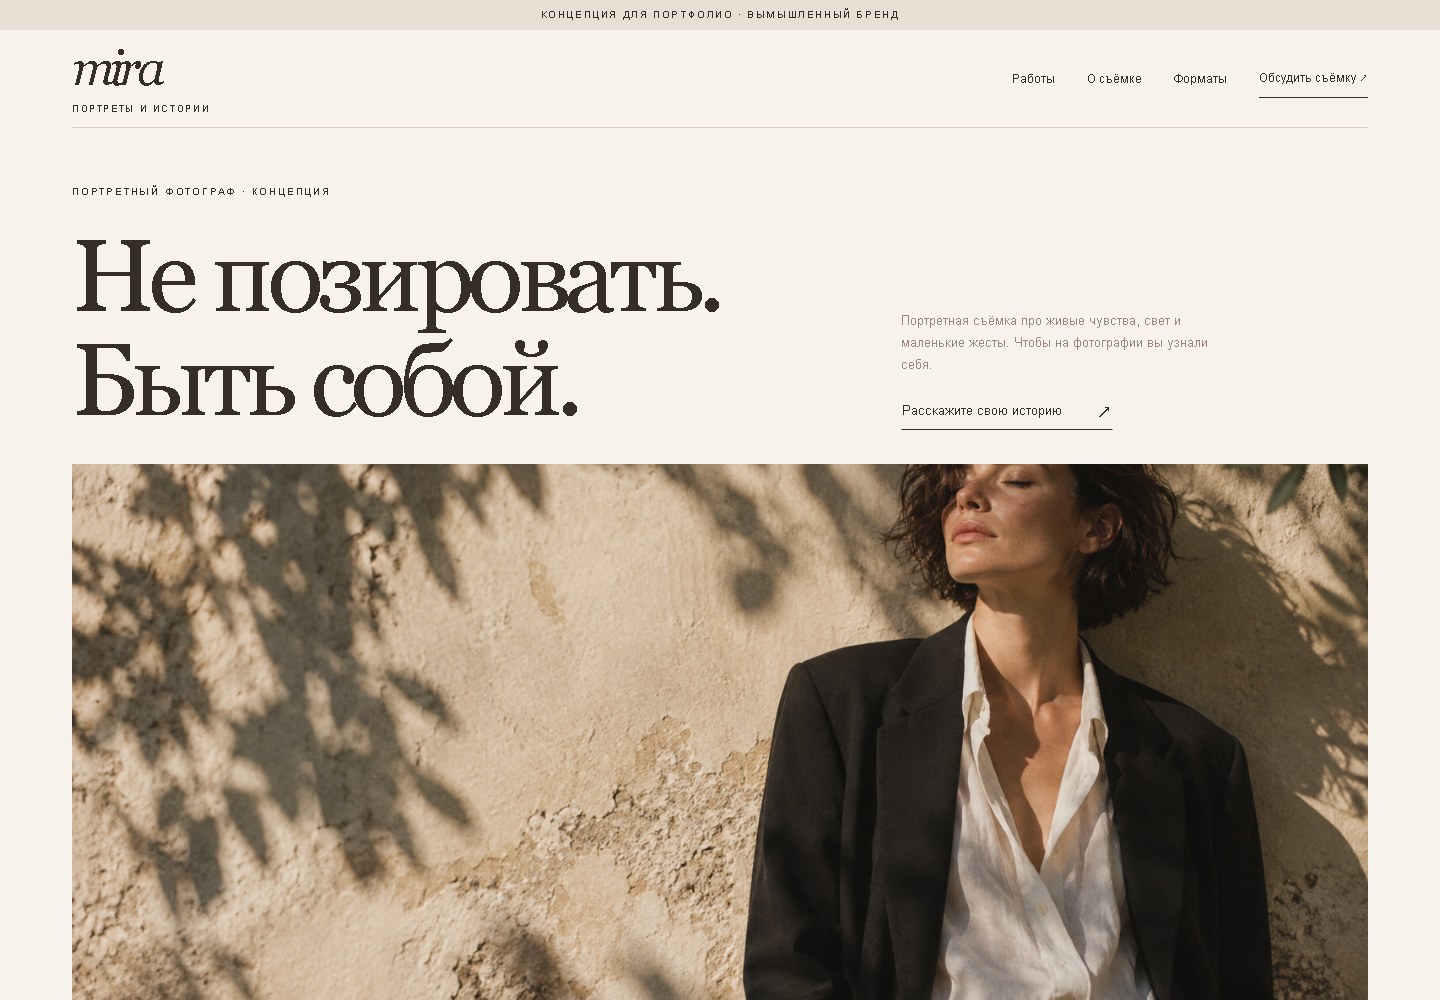 КОНЦЕПЦИЯ ДЛЯ ПОРТФОЛИО · ВЫМЫШЛЕННЫЙ БРЕНД
mira
ПОРТРЕТЫ И ИСТОРИИ
Работы
О съёмке
Форматы
Обсудить съёмку ↗
ПОРТРЕТНЫЙ ФОТОГРАФ · КОНЦЕПЦИЯ
Не позировать.
Быть собой.
Портретная съёмка про живые чувства, свет и
маленькие жесты. Чтобы на фотографии вы узнали
себя.
Расскажите свою историю ↗